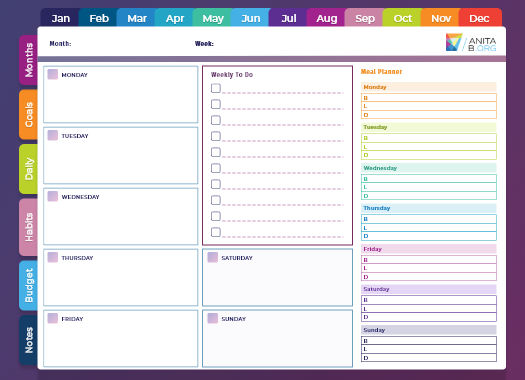 Jan Feb Mar Apr May Jun Jul Aug Sep Oct Nov Dec
Month: Week:
ANITA
B.ORG
Months
Goals
Daily
Habits
Budget
Notes
MONDAY
TUESDAY
WEDNESDAY
THURSDAY
FRIDAY
Weekly To Do
SATURDAY
SUNDAY
Meal Planner
Monday
B
L
D
Tuesday
B
L
D
Wednesday
B
L
D
Thursday
B
L
D
Friday
B
L
D
Saturday
B
L
D
Sunday
B
L
D